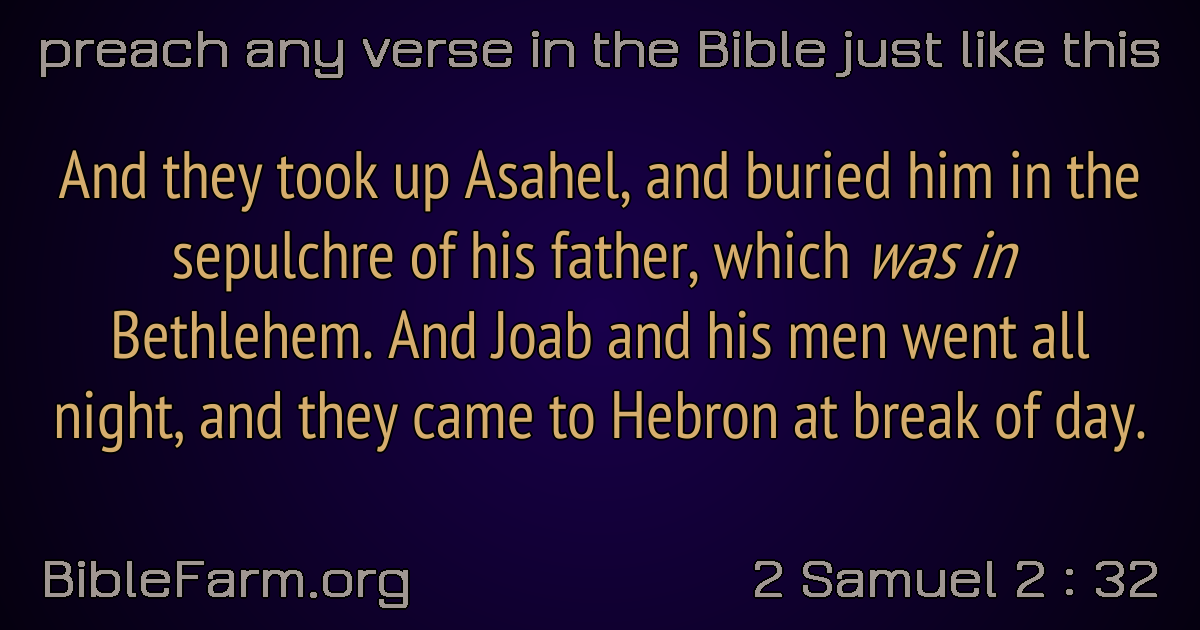 preach any verse in the Bible just like this
And they took up Asahel, and buried him in the
sepulchre of his father, which was in
Bethlehem. And Joab and his men went all
night, and they came to Hebron at break of day.
BibleFarm.org
2 Samuel 2 : 32